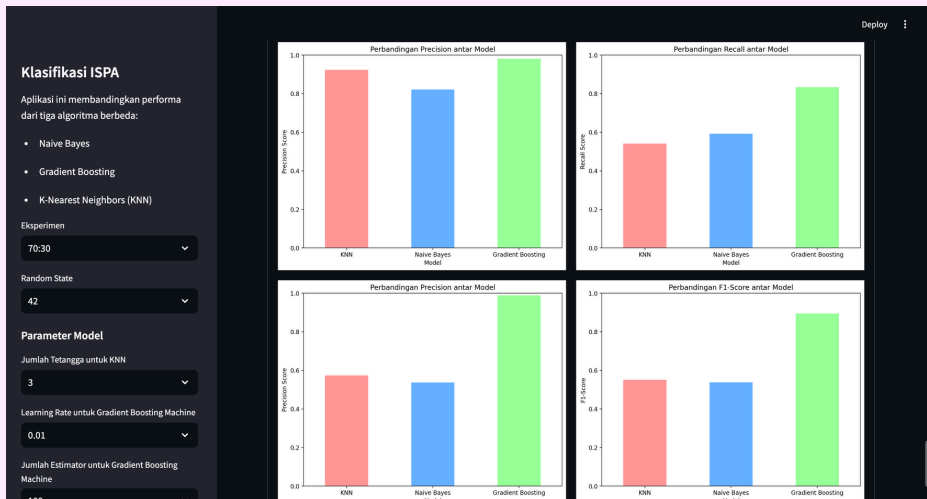 Deploy
Klasifikasi ISPA
Aplikasi ini membandingkan performa
dari tiga algoritma berbeda:
Naive Bayes
Gradient Boosting
K-Nearest Neighbors (KNN)
Eksperimen
70:30
Random State
42
Parameter Model
Jumlah Tetangga untuk KNN
3
Learning Rate untuk Gradient Boosting Machine
0.01
Jumlah Estimator untuk Gradient Boosting
Machine
Perbandingan Precision antar Model
1.0
0.8
0.6
0.4
0.2
0.0
Precision Score
KNN
Naive Bayes
Gradient Boosting
Model
Perbandingan Recall antar Model
1.0
0.8
0.6
0.4
0.2
0.0
Recall Score
KNN
Naive Bayes
Gradient Boosting
Model
Perbandingan Precision antar Model
1.0
0.8
0.6
0.4
0.2
0.0
Precision Score
KNN
Naive Bayes
Gradient Boosting
Perbandingan F1-Score antar Model
1.0
0.8
0.6
0.4
0.2
0.0
F1-Score
KNN
Naive Bayes
Gradient Boosting